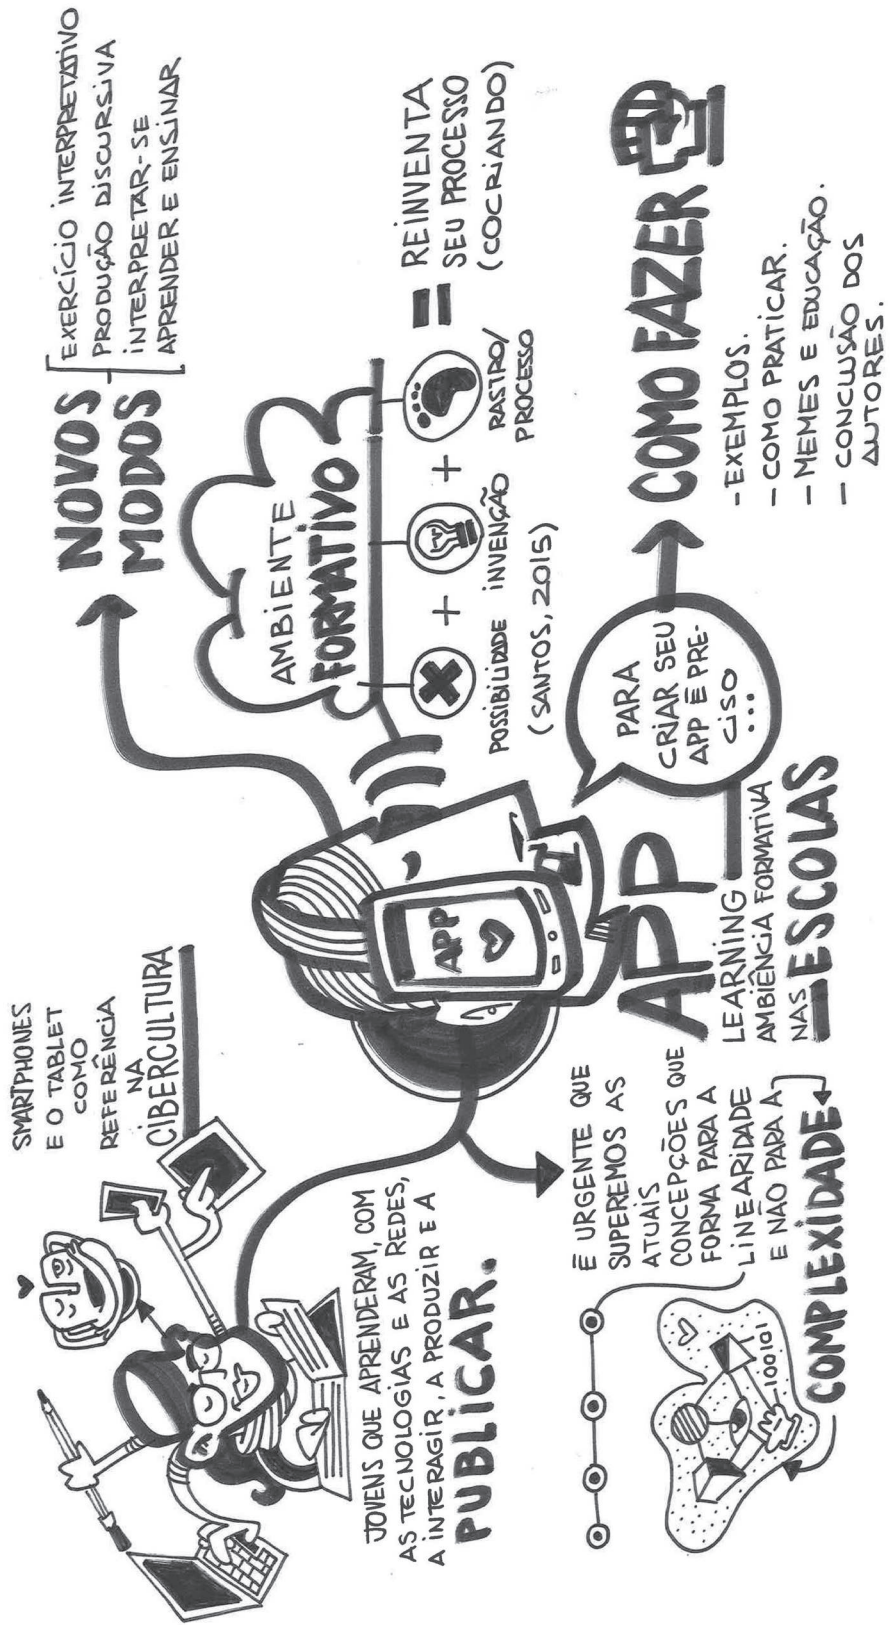 SMARTPHONES
E O TABLET
COMO
REFERÊNCIA
NA
CIBERCULTURA
JOVENS QUE APRENDERAM, COM
AS TECNOLOGIAS E AS REDES,
A INTERAGIR, A PRODUZIR E A
PUBLICAR.
É URGENTE QUE
SUPEREMOS AS
ATUAIS
CONCEPÇÕES QUE
FORMA PARA A
LINEARIDADE
E NÃO PARA A
COMPLEXIDADE
100101
APP
APP
LEARNING
AMBIÊNCIA FORMATIVA
NAS ESCOLAS
NOVOS
MODOS
EXERCÍCIO INTERPRETATIVO
PRODUÇÃO DISCURSIVA
INTERPRETAR-SE
APRENDER E ENSINAR
AMBIENTE
FORMATIVO
POSSIBILIDADE + INVENÇÃO + RASTRO/
PROCESSO
(SANTOS, 2015)
= REINVENTA
SEU PROCESSO
(COCRIANDO)
PARA
CRIAR SEU
APP É PRE-
CISO
...
COMO FAZER
- EXEMPLOS.
- COMO PRATICAR.
- MEMES E EDUCAÇÃO.
- CONCLUSÃO DOS
AUTORES.